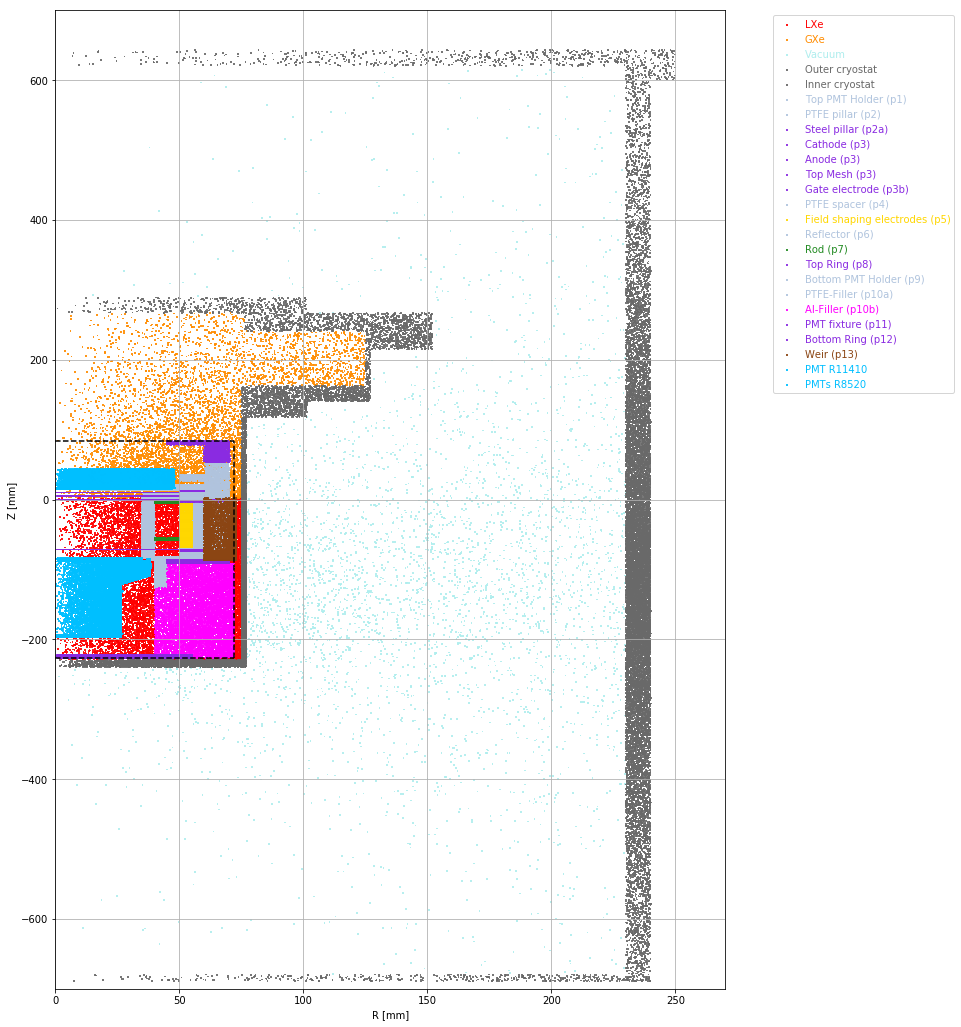 600
400
200
0
−200
−400
−600
Z [mm]
0
50
100
150
200
250
R [mm]
LXe
GXe
Vacuum
Outer cryostat
Inner cryostat
Top PMT Holder (p1)
PTFE pillar (p2)
Steel pillar (p2a)
Cathode (p3)
Anode (p3)
Top Mesh (p3)
Gate electrode (p3b)
PTFE spacer (p4)
Field shaping electrodes (p5)
Reflector (p6)
Rod (p7)
Top Ring (p8)
Bottom PMT Holder (p9)
PTFE-Filler (p10a)
Al-Filler (p10b)
PMT fixture (p11)
Bottom Ring (p12)
Weir (p13)
PMT R11410
PMTs R8520